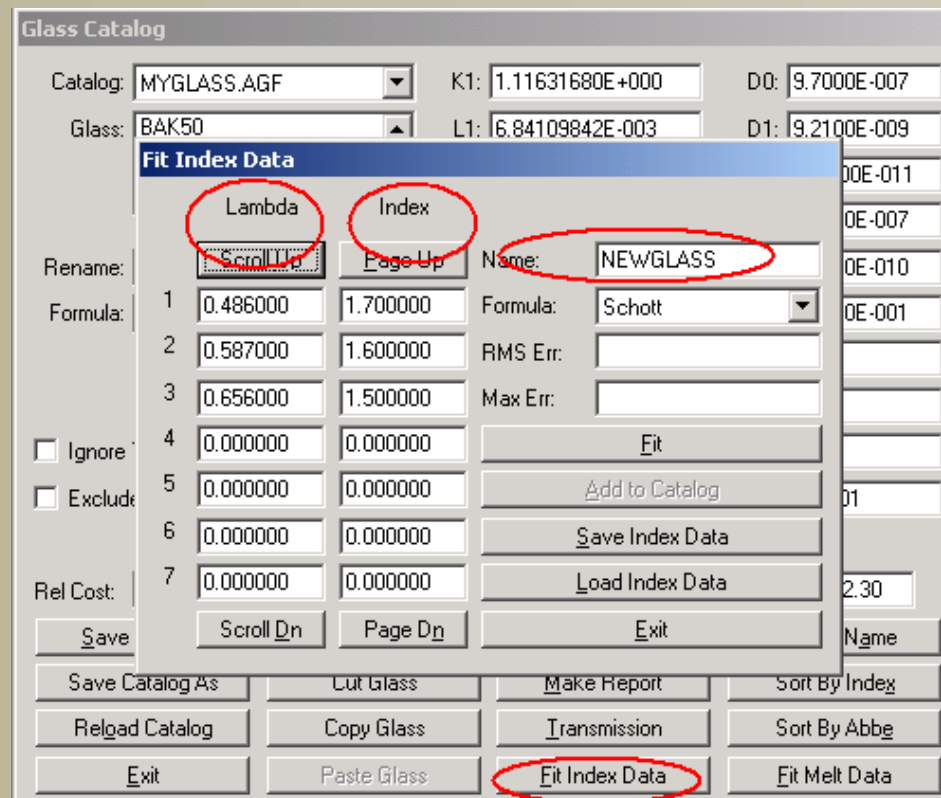 Glass Catalog
Catalog: MYGLASS.AGF K1: 1.11631680E+000 D0: 9.7000E-007
Glass: BAK50 L1: 6.84109842E-003 D1: 9.2100E-009
Fit Index Data
00E-011
Lambda Index
0E-007
Scroll Up Page Up Name: NEWGLASS
Rename: 0E-010
1 0.486000 1.700000 Formula: Schott
Formula: 0E-001
2 0.587000 1.600000 RMS Err:
3 0.656000 1.500000 Max Err:
4 0.000000 0.000000 Fit
Ignore
5 0.000000 0.000000 Add to Catalog
Exclude 01
6 0.000000 0.000000 Save Index Data
7 0.000000 0.000000 Load Index Data
Rel Cost: 2.30
Scroll Dn Page Dn Exit
Save Name
Save Catalog As Cut Glass Make Report Sort By Index
Reload Catalog Copy Glass Transmission Sort By Abbe
Exit Paste Glass Fit Index Data Fit Melt Data